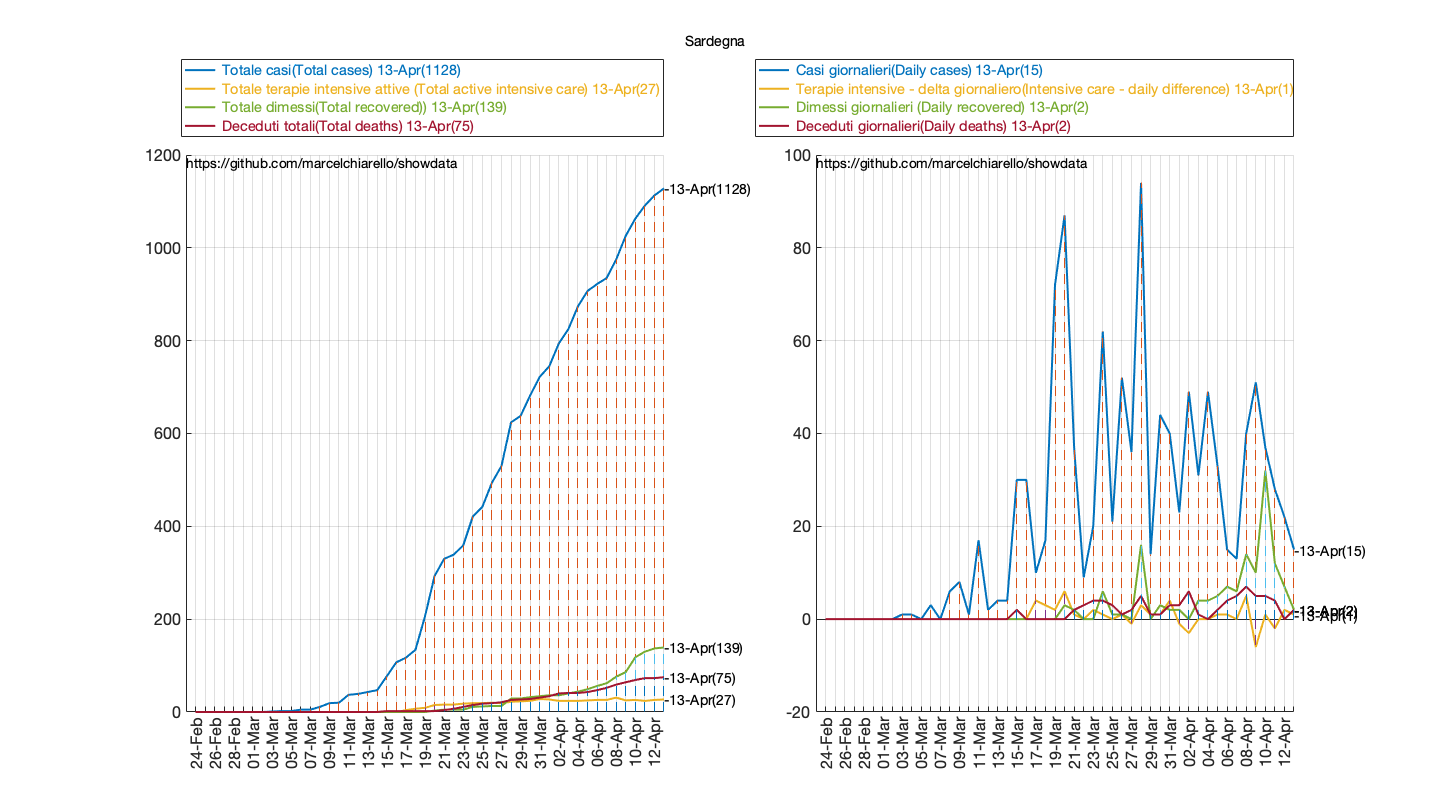 Sardegna
Totale casi(Total cases) 13-Apr(1128)
Totale terapie intensive attive (Total active intensive care) 13-Apr(27)
Totale dimessi(Total recovered)) 13-Apr(139)
Deceduti totali(Total deaths) 13-Apr(75)
https://github.com/marcelchiarello/showdata
1200
1000
800
600
400
200
0
-13-Apr(1128)
-13-Apr(139)
-13-Apr(75)
-13-Apr(27)
24-Feb
26-Feb
28-Feb
01-Mar
03-Mar
05-Mar
07-Mar
09-Mar
11-Mar
13-Mar
15-Mar
17-Mar
19-Mar
21-Mar
23-Mar
25-Mar
27-Mar
29-Mar
31-Mar
02-Apr
04-Apr
06-Apr
08-Apr
10-Apr
12-Apr
Casi giornalieri(Daily cases) 13-Apr(15)
Terapie intensive - delta giornaliero(Intensive care - daily difference) 13-Apr(1)
Dimessi giornalieri (Daily recovered) 13-Apr(2)
Deceduti giornalieri(Daily deaths) 13-Apr(2)
https://github.com/marcelchiarello/showdata
100
80
60
40
20
0
-20
-13-Apr(15)
-13-Apr(2)
-13-Apr(1)
24-Feb
26-Feb
28-Feb
01-Mar
03-Mar
05-Mar
07-Mar
09-Mar
11-Mar
13-Mar
15-Mar
17-Mar
19-Mar
21-Mar
23-Mar
25-Mar
27-Mar
29-Mar
31-Mar
02-Apr
04-Apr
06-Apr
08-Apr
10-Apr
12-Apr